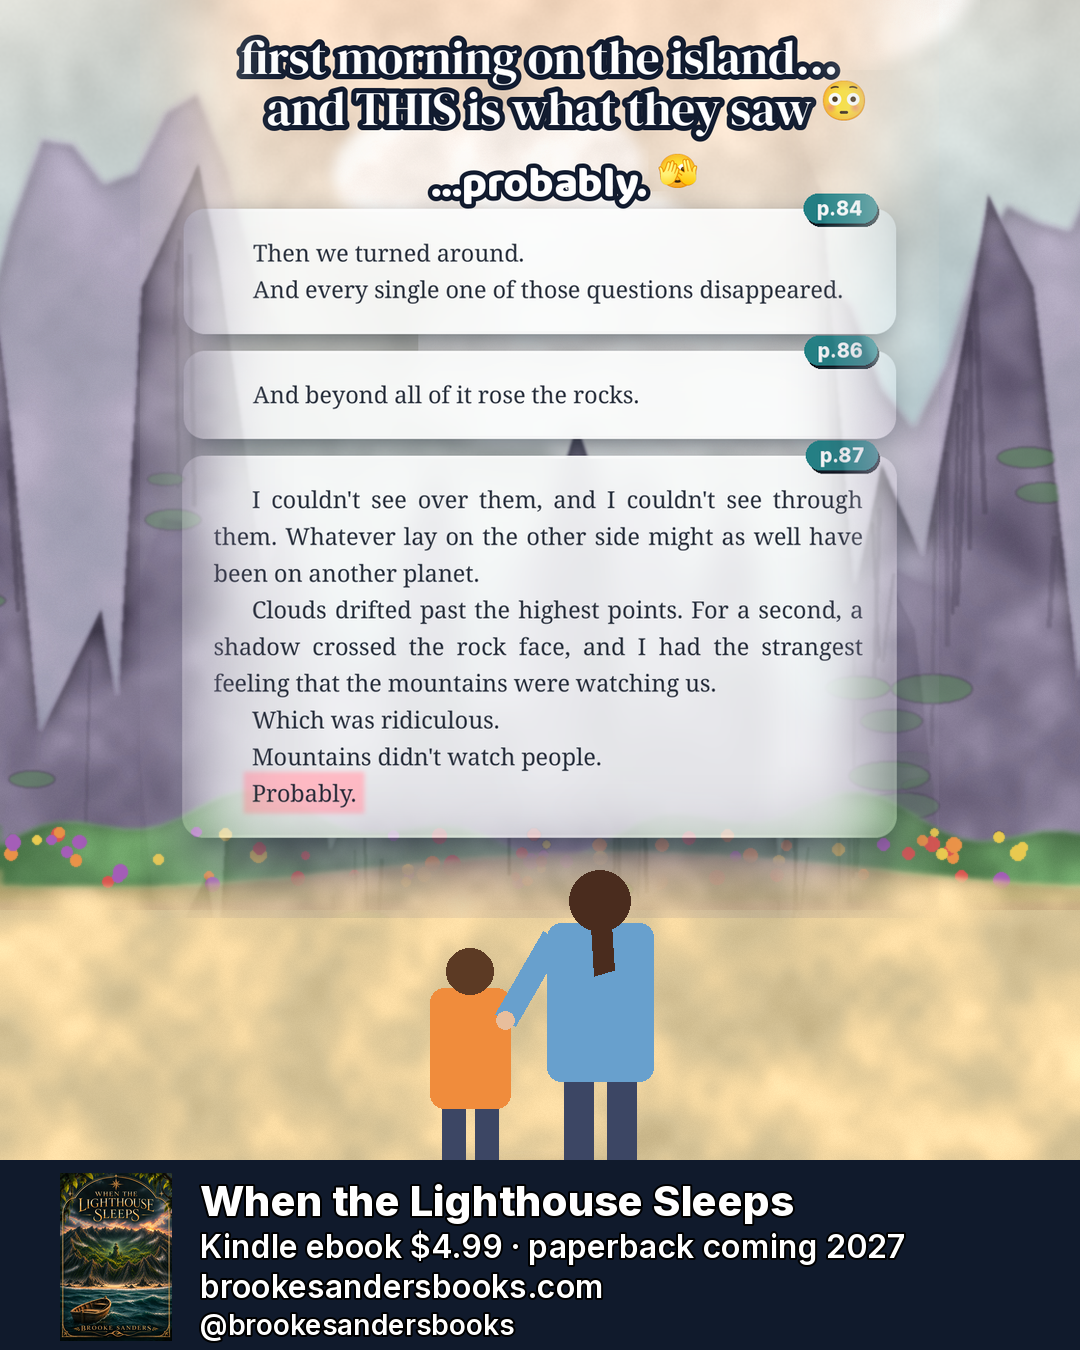 first morning on the island...
and THIS is what they saw 😳
...probably. 🫣
p.84
Then we turned around.
And every single one of those questions disappeared.
p.86
And beyond all of it rose the rocks.
p.87
I couldn't see over them, and I couldn't see through
them. Whatever lay on the other side might as well have
been on another planet.
Clouds drifted past the highest points. For a second, a
shadow crossed the rock face, and I had the strangest
feeling that the mountains were watching us.
Which was ridiculous.
Mountains didn't watch people.
Probably.
WHEN THE
LIGHTHOUSE
SLEEPS
BROOKE SANDERS
When the Lighthouse Sleeps
Kindle ebook $4.99 · paperback coming 2027
brookesandersbooks.com
@brookesandersbooks